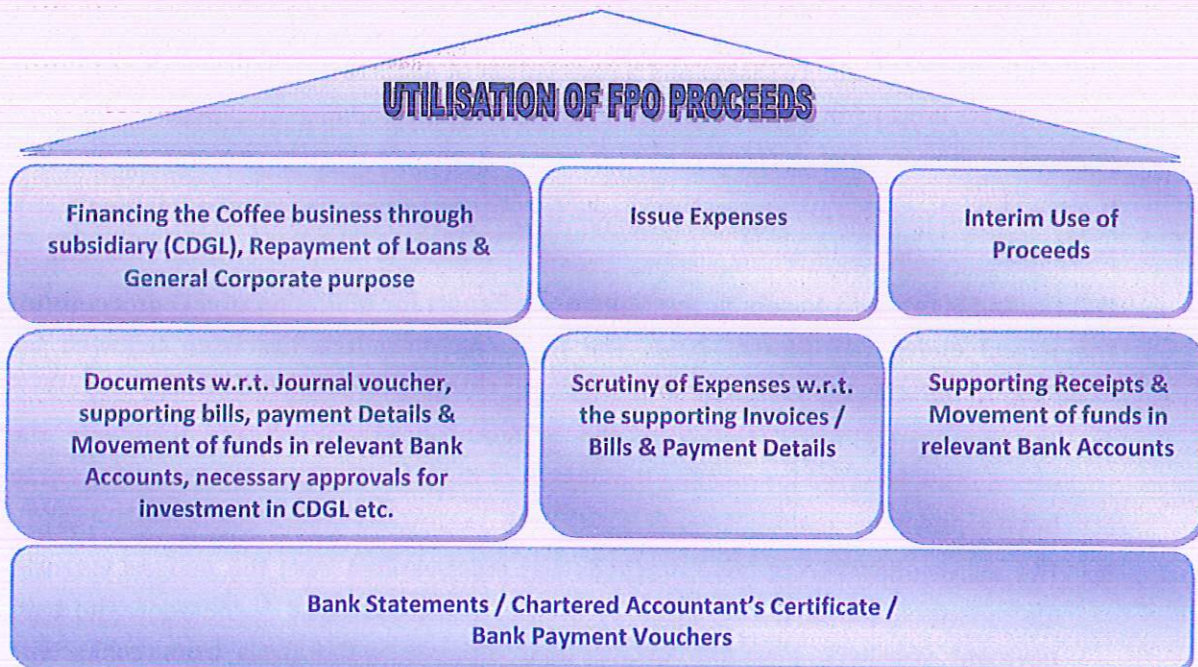 UTILISATION OF FPO PROCEEDS
Financing the Coffee business through
subsidiary (CDGL), Repayment of Loans &
General Corporate purpose
Issue Expenses
Interim Use of
Proceeds
Documents w.r.t. Journal voucher,
supporting bills, payment Details &
Movement of funds in relevant Bank
Accounts, necessary approvals for
investment in CDGL etc.
Scrutiny of Expenses w.r.t.
the supporting Invoices /
Bills & Payment Details
Supporting Receipts &
Movement of funds in
relevant Bank Accounts
Bank Statements / Chartered Accountant's Certificate /
Bank Payment Vouchers